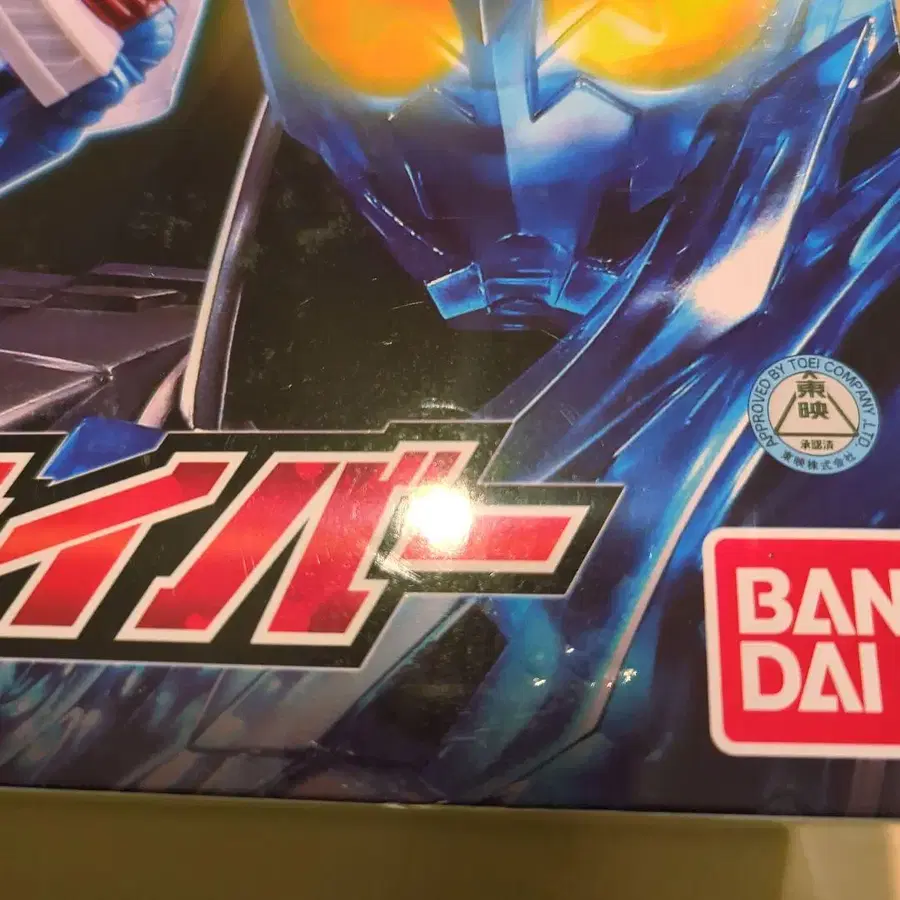 イバー
APPROVED BY TOEI COMPANY, LTD.
東映
承認済
東映株式会社
BAN
DAI